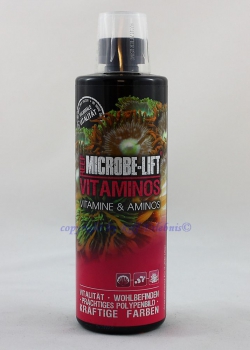 MICROBE-LIFT
VITAMINOS
VITAMINE & AMINOS
VITALITÄT · WOHLBEFINDEN
· PRÄCHTIGES POLYPENBILD ·
KRÄFTIGE FARBEN